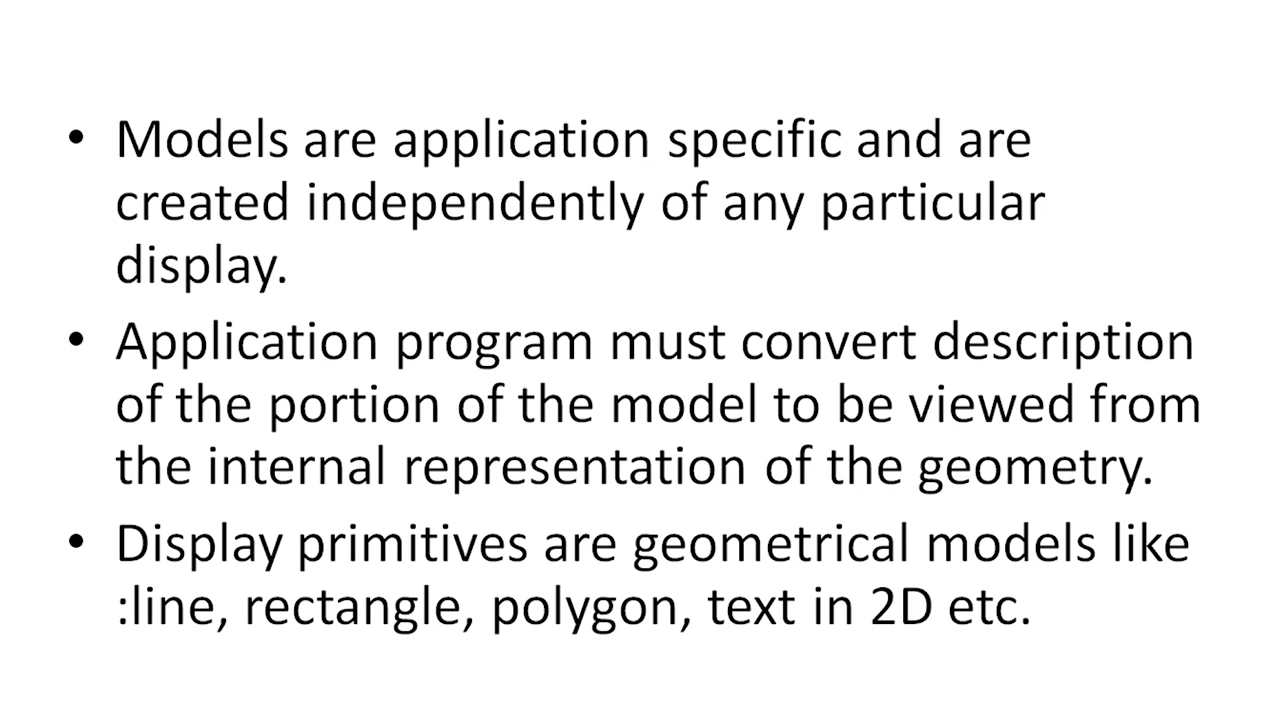 • Models are application specific and are
created independently of any particular
display.
• Application program must convert description
of the portion of the model to be viewed from
the internal representation of the geometry.
• Display primitives are geometrical models like
:line, rectangle, polygon, text in 2D etc.